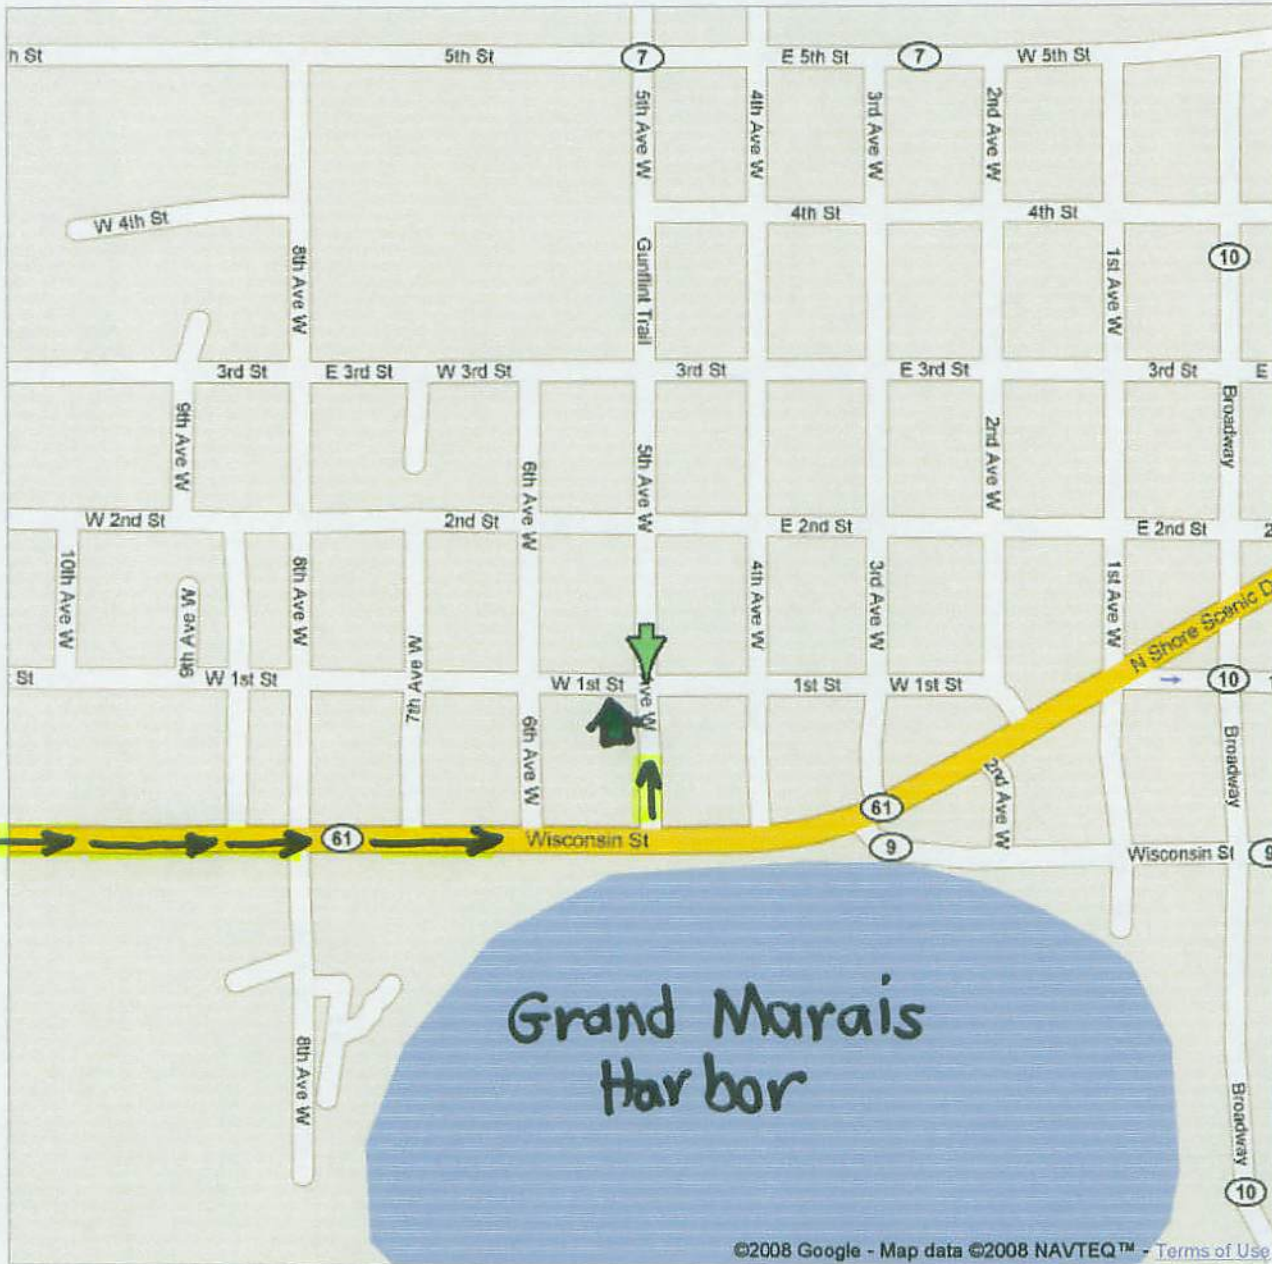 h St
5th St
7
E 5th St
7
W 5th St
5th Ave W
4th Ave W
3rd Ave W
2nd Ave W
W 4th St
4th St
4th St
8th Ave W
Gunflint Trail
1st Ave W
10
3rd St
E 3rd St
W 3rd St
3rd St
E 3rd St
3rd St
E
9th Ave W
6th Ave W
5th Ave W
2nd Ave W
Broadway
W 2nd St
2nd St
E 2nd St
E 2nd St
2
10th Ave W
9th Ave W
8th Ave W
7th Ave W
4th Ave W
3rd Ave W
1st Ave W
N Shore Scenic D
St
W 1st St
W 1st St
Ave W
1st St
W 1st St
10
1
6th Ave W
2nd Ave W
Broadway
61
Wisconsin St
61
9
Wisconsin St
9
Grand Marais
Harbor
8th Ave W
Broadway
10
©2008 Google - Map data ©2008 NAVTEQ™ - Terms of Use